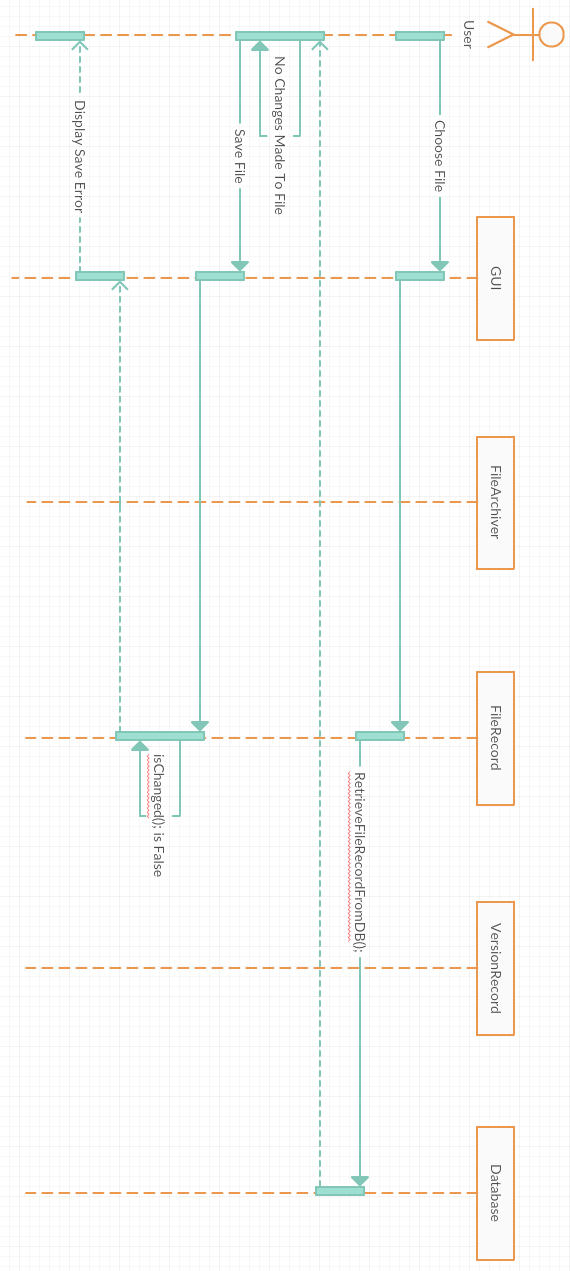 User
GUI
FileArchiver
FileRecord
VersionRecord
Database
Choose File
RetrieveFileRecordFromDB();
No Changes Made To File
Save File
isChanged(); is False
Display Save Error